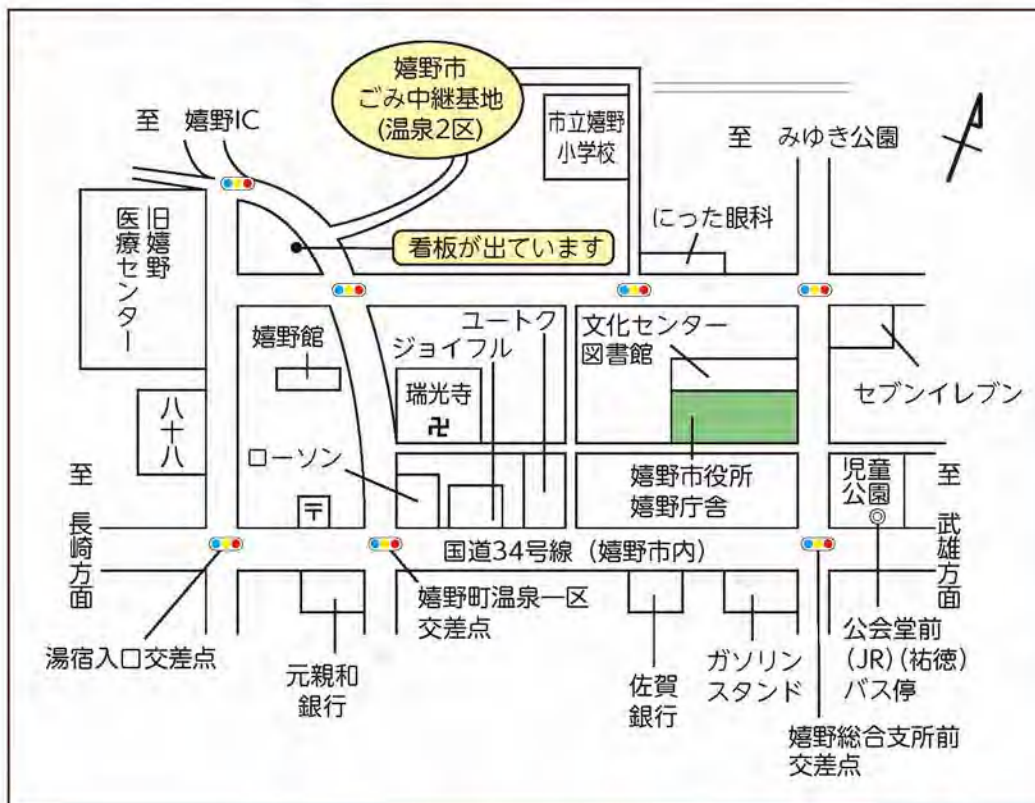 嬉野市
ごみ中継基地
(温泉2区)
至 嬉野IC
市立嬉野
小学校
至 みゆき公園
旧嬉野
医療センター
にった眼科
看板が出ています
ユートク
ジョイフル
文化センター
図書館
嬉野館
瑞光寺
卍
セブンイレブン
八十八
ローソン
〒
嬉野市役所
嬉野庁舎
児童
公園
至 長崎方面
至 武雄方面
国道34号線(嬉野市内)
湯宿入口交差点
元親和
銀行
嬉野町温泉一区
交差点
佐賀
銀行
ガソリン
スタンド
公会堂前
(JR)(祐徳)
バス停
嬉野総合支所前
交差点